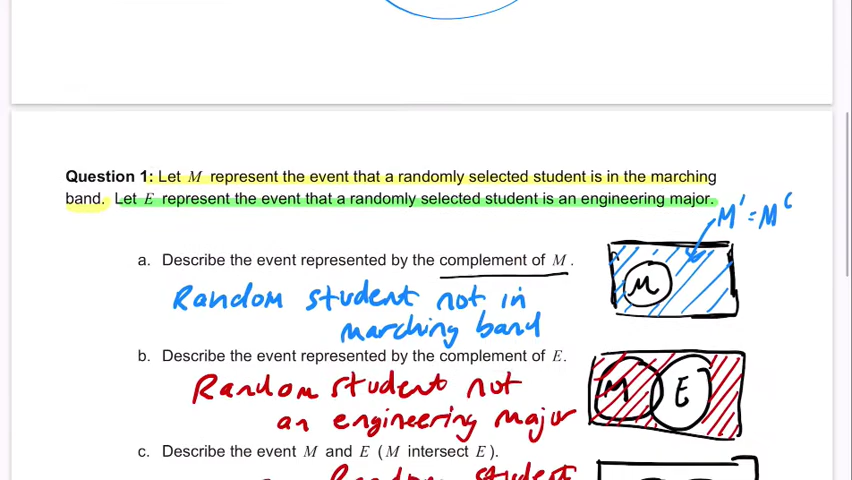 Question 1: Let M represent the event that a randomly selected student is in the marching
band. Let E represent the event that a randomly selected student is an engineering major.
M' = M^C
a. Describe the event represented by the complement of M.
M
Random student not in
marching band
b. Describe the event represented by the complement of E.
M E
Random student not
an engineering major
c. Describe the event M and E (M intersect E).
Random student